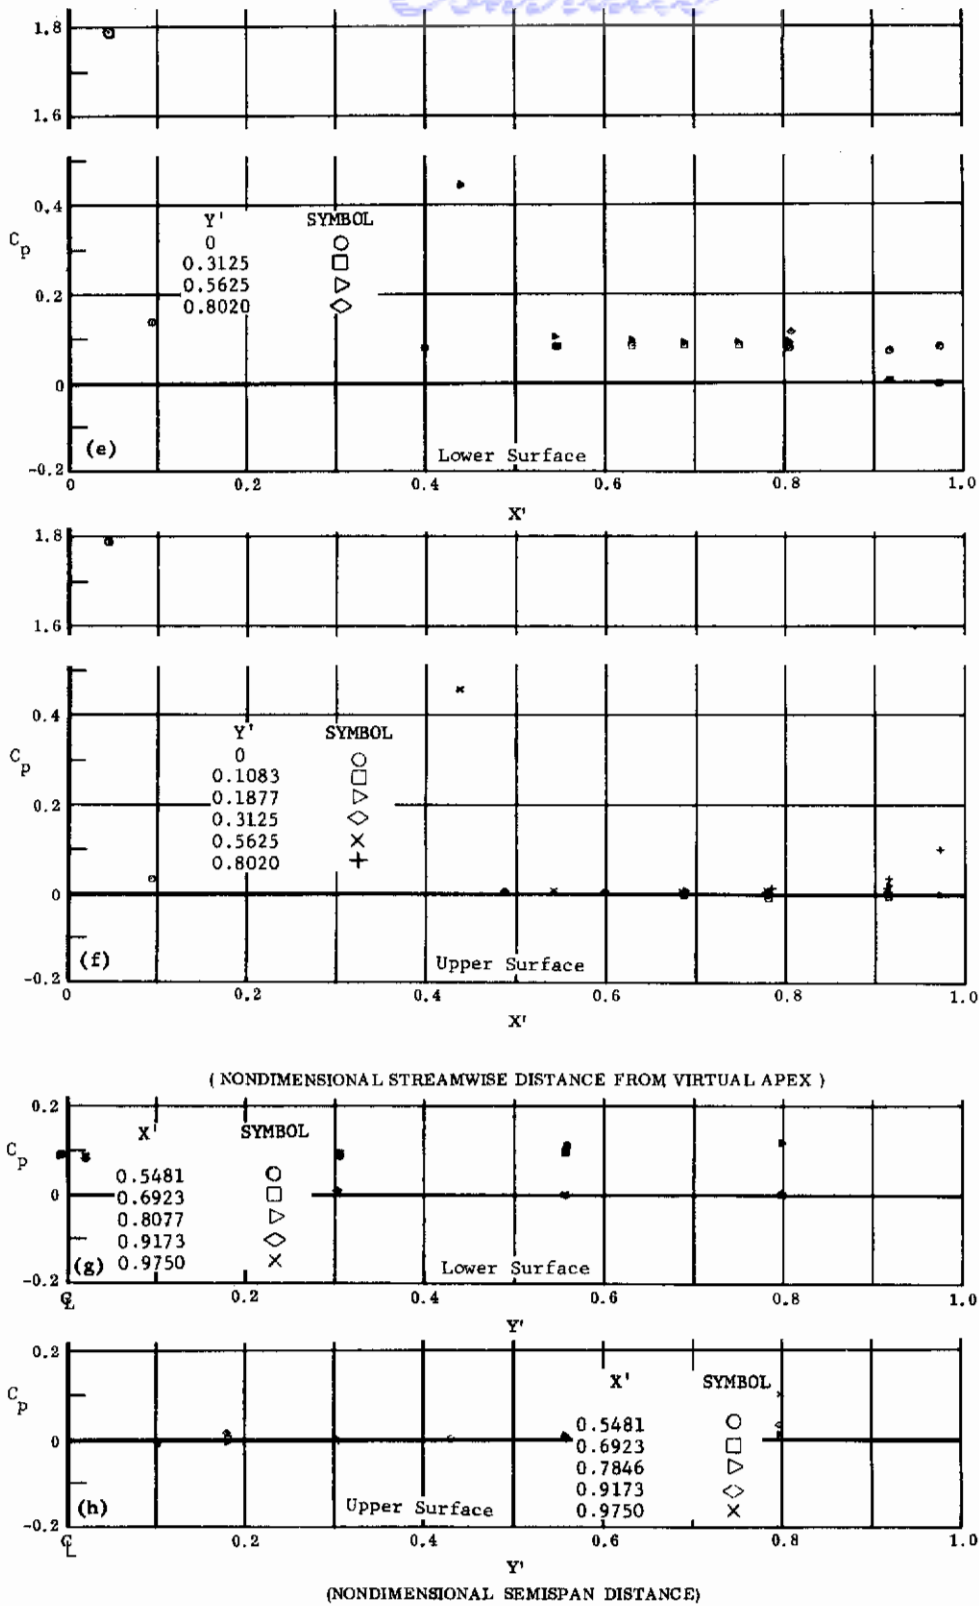 1.8
1.6
0.4
C_p
0.2
0
-0.2
Y' SYMBOL
0 ○
0.3125 □
0.5625 ▷
0.8020 ◇
(e)
Lower Surface
0 0.2 0.4 0.6 0.8 1.0
X'
1.8
1.6
0.4
C_p
0.2
0
-0.2
Y' SYMBOL
0 ○
0.1083 □
0.1877 ▷
0.3125 ◇
0.5625 ×
0.8020 +
(f)
Upper Surface
0 0.2 0.4 0.6 0.8 1.0
X'
( NONDIMENSIONAL STREAMWISE DISTANCE FROM VIRTUAL APEX )
0.2
C_p
0
-0.2
X' SYMBOL
0.5481 ○
0.6923 □
0.8077 ▷
0.9173 ◇
0.9750 ×
(g)
Lower Surface
℄ 0.2 0.4 0.6 0.8 1.0
Y'
0.2
C_p
0
-0.2
X' SYMBOL
0.5481 ○
0.6923 □
0.7846 ▷
0.9173 ◇
0.9750 ×
(h)
Upper Surface
℄ 0.2 0.4 0.6 0.8 1.0
Y'
(NONDIMENSIONAL SEMISPAN DISTANCE)